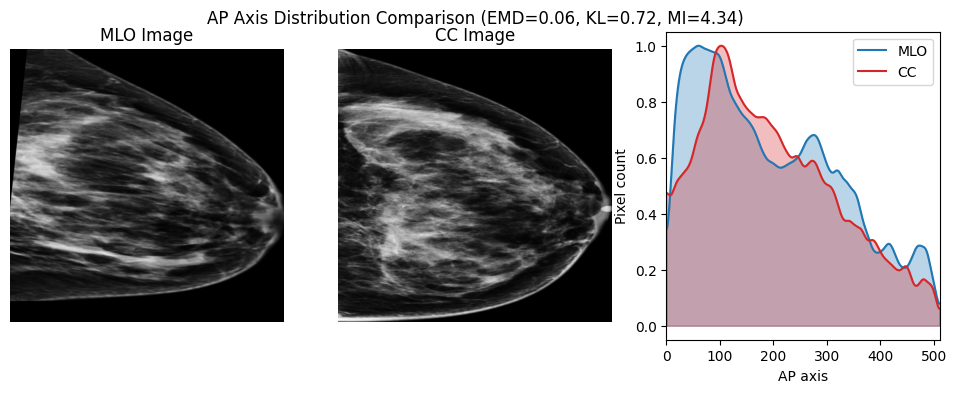 AP Axis Distribution Comparison (EMD=0.06, KL=0.72, MI=4.34)
MLO Image
CC Image
MLO
CC
Pixel count
1.0
0.8
0.6
0.4
0.2
0.0
0 100 200 300 400 500
AP axis